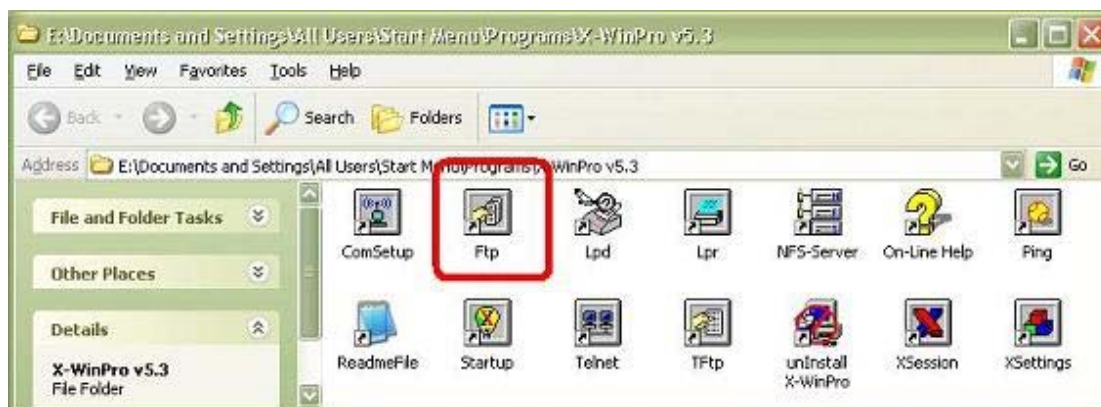 E:\Documents and Settings\All Users\Start Menu\Programs\X-WinPro v5.3
File Edit View Favorites Tools Help
Back Search Folders
Address E:\Documents and Settings\All Users\Start Menu\Programs\X-WinPro v5.3 Go
File and Folder Tasks
Other Places
Details
X-WinPro v5.3
File Folder
ComSetup Ftp Lpd Lpr NFS-Server On-Line Help Ping
ReadmeFile Startup Telnet TFtp unInstall XSession XSettings
X-WinPro